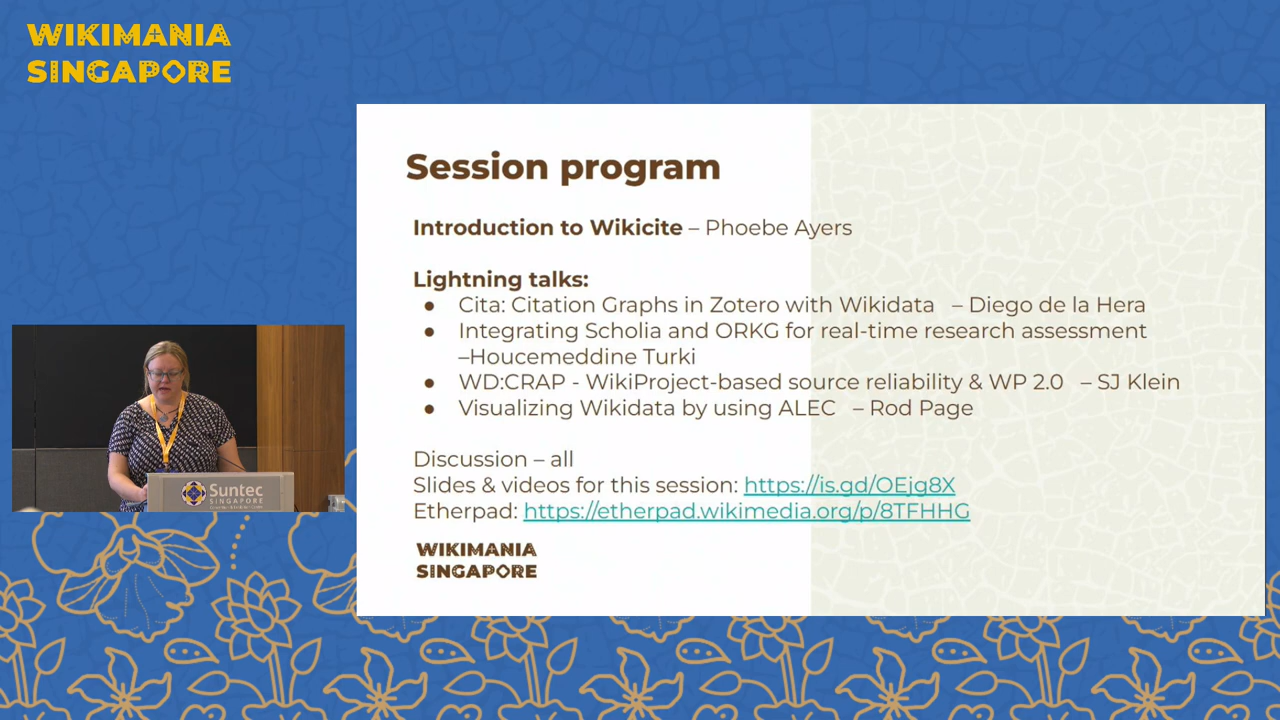 WIKIMANIA
SINGAPORE
Session program
Introduction to Wikicite – Phoebe Ayers
Lightning talks:
● Cita: Citation Graphs in Zotero with Wikidata – Diego de la Hera
● Integrating Scholia and ORKG for real-time research assessment
–Houcemeddine Turki
● WD:CRAP - WikiProject-based source reliability & WP 2.0 – SJ Klein
● Visualizing Wikidata by using ALEC – Rod Page
Discussion – all
Slides & videos for this session: https://is.gd/OEjg8X
Etherpad: https://etherpad.wikimedia.org/p/8TFHHG
WIKIMANIA
SINGAPORE
Suntec
SINGAPORE